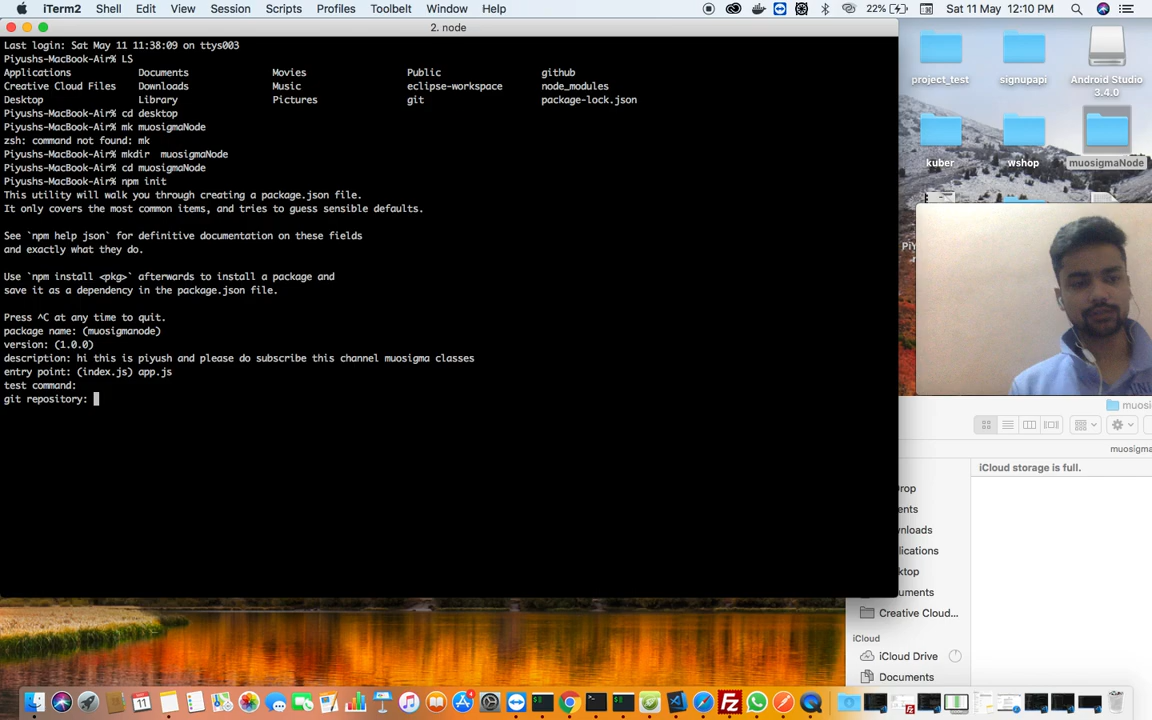 iTerm2 Shell Edit View Session Scripts Profiles Toolbelt Window Help 22% Sat 11 May 12:10 PM
2. node
Last login: Sat May 11 11:38:09 on ttys003
Piyushs-MacBook-Air% LS
Applications Documents Movies Public github
Creative Cloud Files Downloads Music eclipse-workspace node_modules
Desktop Library Pictures git package-lock.json
Piyushs-MacBook-Air% cd desktop
Piyushs-MacBook-Air% mk muosigmaNode
zsh: command not found: mk
Piyushs-MacBook-Air% mkdir  muosigmaNode
Piyushs-MacBook-Air% cd muosigmaNode
Piyushs-MacBook-Air% npm init
This utility will walk you through creating a package.json file.
It only covers the most common items, and tries to guess sensible defaults.
See `npm help json` for definitive documentation on these fields
and exactly what they do.
Use `npm install <pkg>` afterwards to install a package and
save it as a dependency in the package.json file.
Press ^C at any time to quit.
package name: (muosigmanode)
version: (1.0.0)
description: hi this is piyush and please do subscribe this channel muosigma classes
entry point: (index.js) app.js
test command:
git repository:
project_test signupapi Android Studio
3.4.0
kuber wshop muosigmaNode
muosi
muosigma
iCloud storage is full.
Drop
ents
wnloads
lications
ktop
uments
Creative Cloud...
iCloud
iCloud Drive
Documents